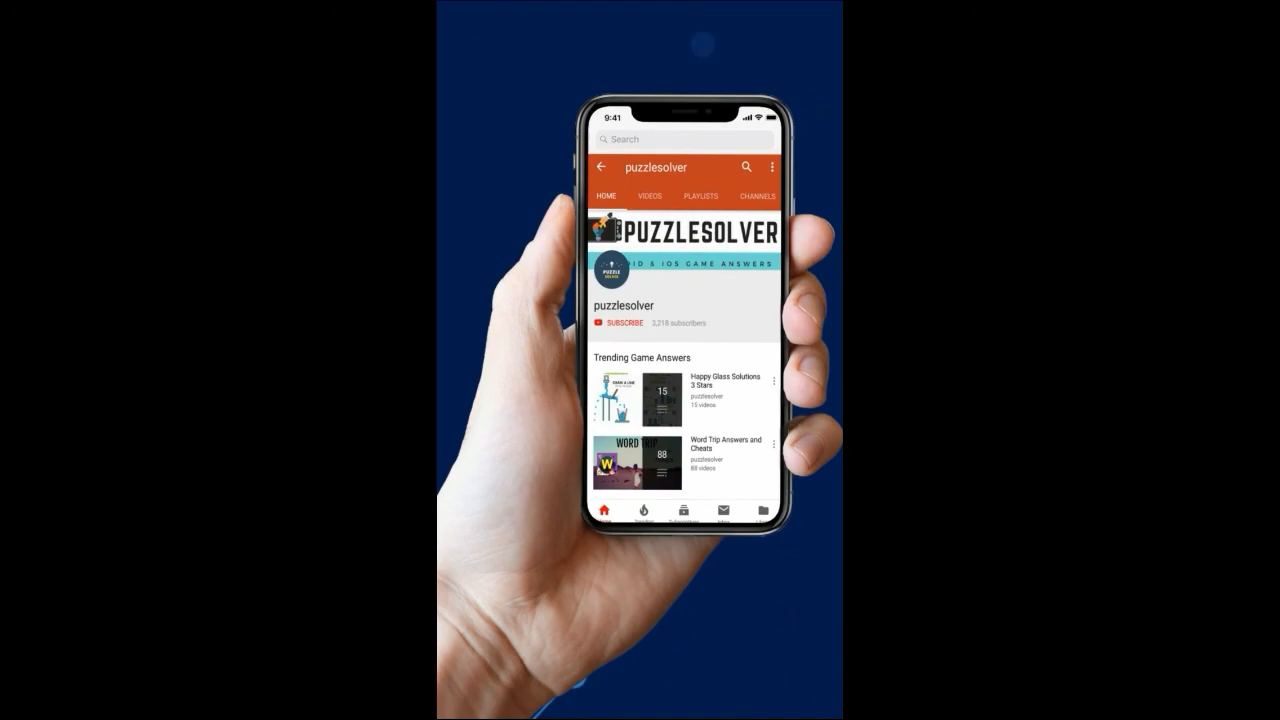 9:41
Search
puzzlesolver
HOME VIDEOS PLAYLISTS CHANNELS
PUZZLESOLVER
ID & IOS GAME ANSWERS
PUZZLE
puzzlesolver
SUBSCRIBE 3,218 subscribers
Trending Game Answers
15
Happy Glass Solutions
3 Stars
puzzlesolver
15 videos
WORD TRIP
W
88
Word Trip Answers and
Cheats
puzzlesolver
88 videos